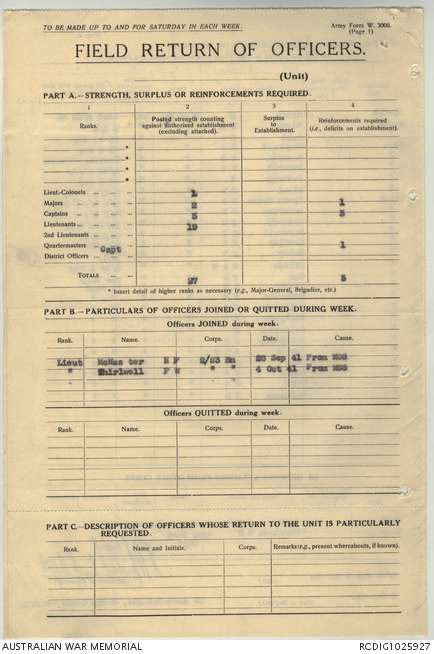 TO BE MADE UP TO AND FOR SATURDAY IN EACH WEEK.
Army Form W. 3008.
(Page 1)
FIELD RETURN OF OFFICERS.
(Unit)
PART A.—STRENGTH, SURPLUS OR REINFORCEMENTS REQUIRED.
1 2 3 4
Ranks. Posted strength counting against authorised establishment (excluding attached). Surplus to Establishment. Reinforcements required (i.e., deficits on establishment).
*
*
*
*
Lieut.-Colonels ... ... 1
Majors ... ... ... 2 1
Captains ... ... ... 5 3
Lieutenants ... ... ... 19
2nd Lieutenants ... ...
Quartermasters ... Capt 1
District Officers ... ...
TOTALS ... ... 27 5
* Insert detail of higher ranks as necessary (e.g., Major-General, Brigadier, etc.)
PART B.—PARTICULARS OF OFFICERS JOINED OR QUITTED DURING WEEK.
Officers JOINED during week.
Rank. Name. Corps. Date. Cause.
Lieut McMaster 2/23 Bn 28 Sep 41 From
" Thirlwell F W " " 4 Oct 41 From
Officers QUITTED during week.
Rank. Name. Corps. Date. Cause.
PART C.—DESCRIPTION OF OFFICERS WHOSE RETURN TO THE UNIT IS PARTICULARLY
REQUESTED.
Rank. Name and Initials. Corps. Remarks (e.g., present whereabouts, if known).
AUSTRALIAN WAR MEMORIAL
RCDIG1025927